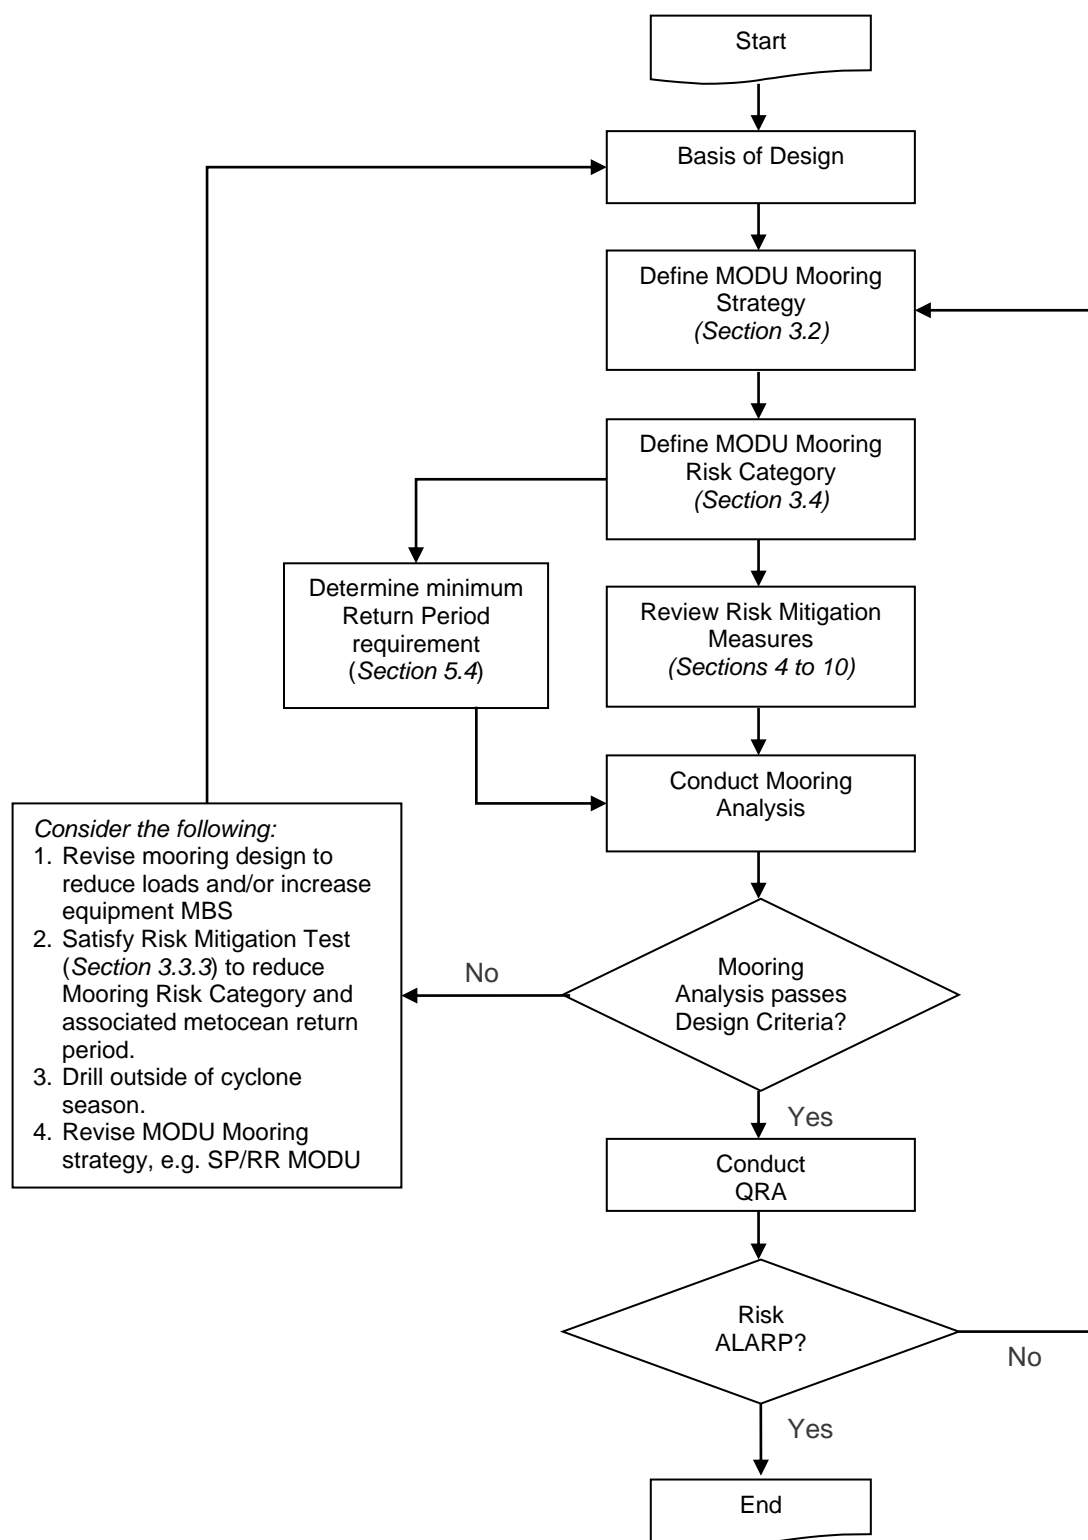 Start
Basis of Design
Define MODU Mooring
Strategy
(Section 3.2)
Define MODU Mooring
Risk Category
(Section 3.4)
Determine minimum
Return Period
requirement
(Section 5.4)
Review Risk Mitigation
Measures
(Sections 4 to 10)
Conduct Mooring
Analysis
Consider the following:
1. Revise mooring design to
reduce loads and/or increase
equipment MBS
2. Satisfy Risk Mitigation Test
(Section 3.3.3) to reduce
Mooring Risk Category and
associated metocean return
period.
3. Drill outside of cyclone
season.
4. Revise MODU Mooring
strategy, e.g. SP/RR MODU
No
Mooring
Analysis passes
Design Criteria?
Yes
Conduct
QRA
Risk
ALARP?
No
Yes
End